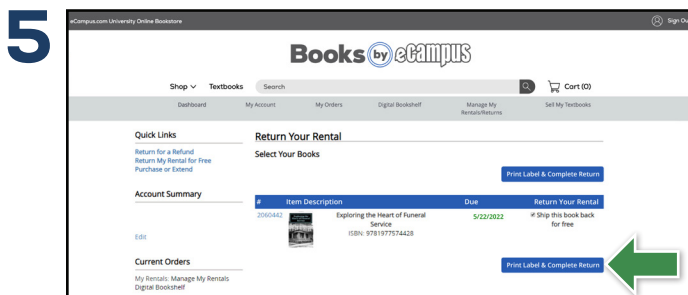 5
eCampus.com University Online Bookstore
Sign Ou
Books by eCampus
Shop Textbooks Search Cart (0)
Dashboard My Account My Orders Digital Bookshelf Manage My Rentals/Returns Sell My Textbooks
Quick Links
Return for a Refund
Return My Rental for Free
Purchase or Extend
Account Summary
Edit
Current Orders
My Rentals: Manage My Rentals
Digital Bookshelf
Return Your Rental
Select Your Books
Print Label & Complete Return
# Item Description Due Return Your Rental
2060442 Exploring the Heart of Funeral 5/22/2022 Ship this book back
Service for free
ISBN: 9781977574428
Print Label & Complete Return